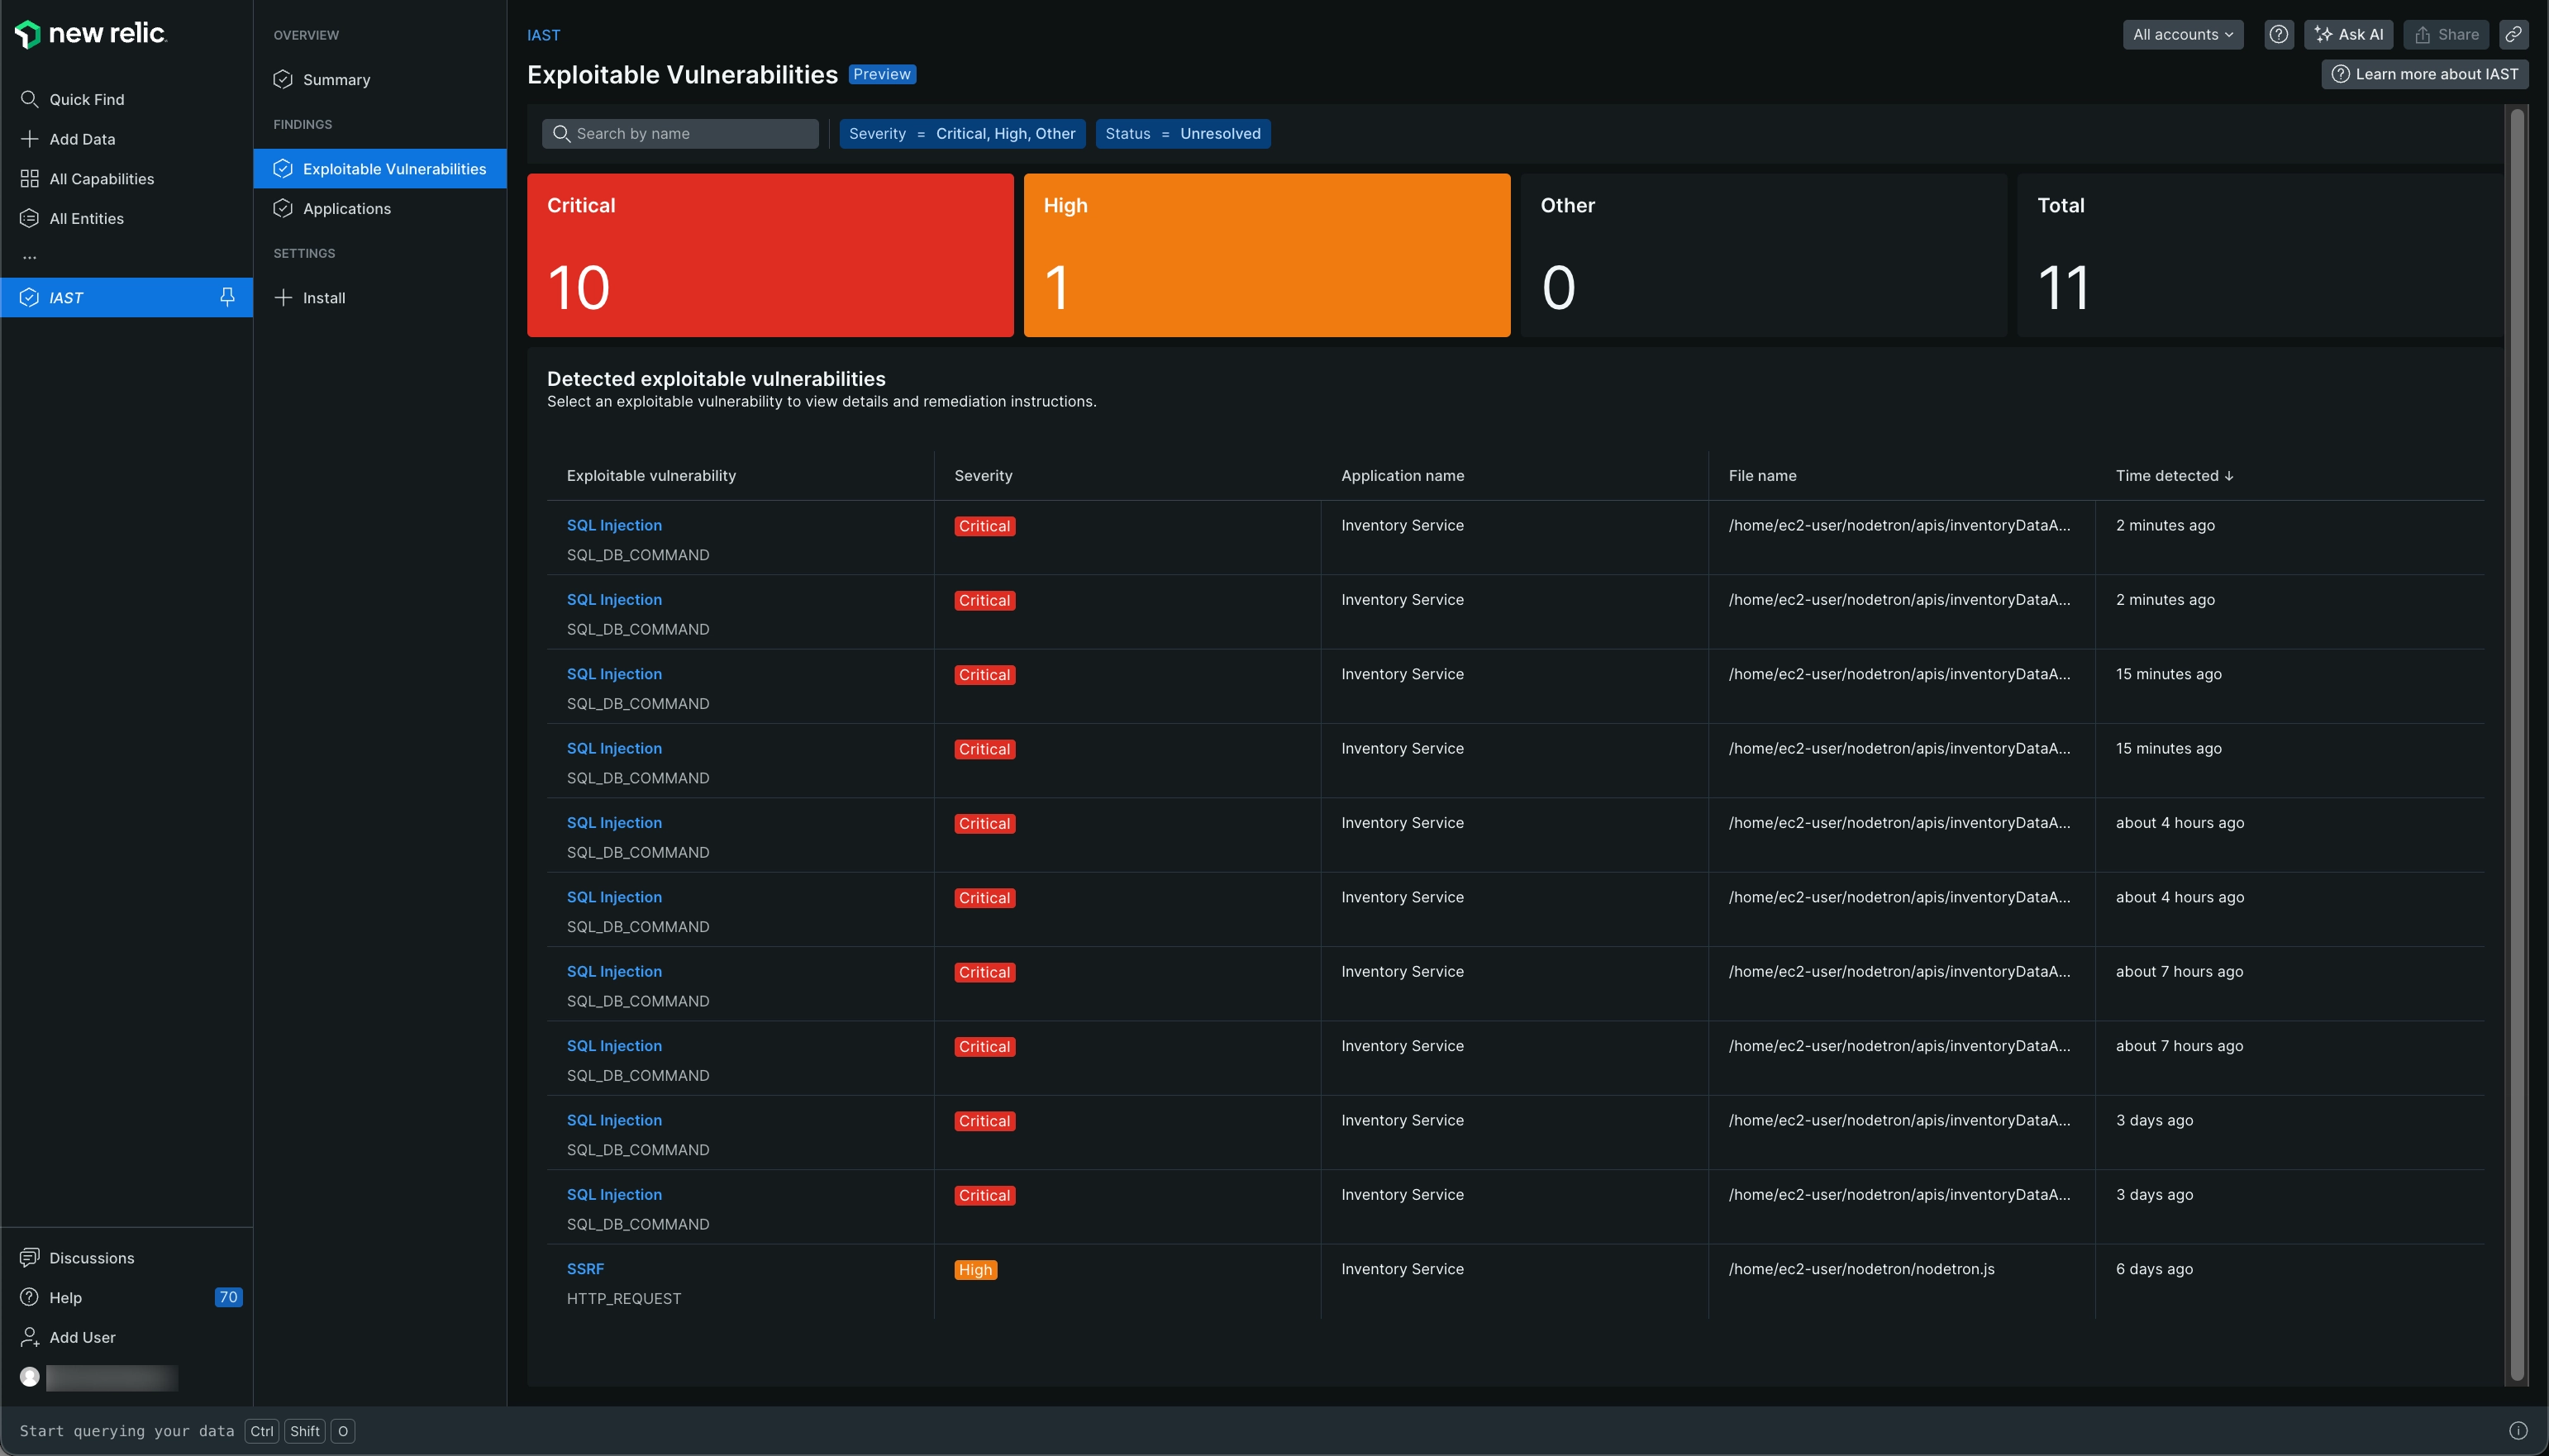 new relic.
Quick Find
Add Data
All Capabilities
All Entities
...
IAST
Discussions
Help 70
Add User
OVERVIEW
Summary
FINDINGS
Exploitable Vulnerabilities
Applications
SETTINGS
Install
IAST
All accounts
Ask AI
Share
Exploitable Vulnerabilities Preview
Learn more about IAST
Search by name
Severity = Critical, High, Other
Status = Unresolved
Critical
10
High
1
Other
0
Total
11
Detected exploitable vulnerabilities
Select an exploitable vulnerability to view details and remediation instructions.
Exploitable vulnerability Severity Application name File name Time detected ↓
SQL Injection Critical Inventory Service /home/ec2-user/nodetron/apis/inventoryDataA... 2 minutes ago
SQL_DB_COMMAND
SQL Injection Critical Inventory Service /home/ec2-user/nodetron/apis/inventoryDataA... 2 minutes ago
SQL_DB_COMMAND
SQL Injection Critical Inventory Service /home/ec2-user/nodetron/apis/inventoryDataA... 15 minutes ago
SQL_DB_COMMAND
SQL Injection Critical Inventory Service /home/ec2-user/nodetron/apis/inventoryDataA... 15 minutes ago
SQL_DB_COMMAND
SQL Injection Critical Inventory Service /home/ec2-user/nodetron/apis/inventoryDataA... about 4 hours ago
SQL_DB_COMMAND
SQL Injection Critical Inventory Service /home/ec2-user/nodetron/apis/inventoryDataA... about 4 hours ago
SQL_DB_COMMAND
SQL Injection Critical Inventory Service /home/ec2-user/nodetron/apis/inventoryDataA... about 7 hours ago
SQL_DB_COMMAND
SQL Injection Critical Inventory Service /home/ec2-user/nodetron/apis/inventoryDataA... about 7 hours ago
SQL_DB_COMMAND
SQL Injection Critical Inventory Service /home/ec2-user/nodetron/apis/inventoryDataA... 3 days ago
SQL_DB_COMMAND
SQL Injection Critical Inventory Service /home/ec2-user/nodetron/apis/inventoryDataA... 3 days ago
SQL_DB_COMMAND
SSRF High Inventory Service /home/ec2-user/nodetron/nodetron.js 6 days ago
HTTP_REQUEST
Start querying your data Ctrl Shift O